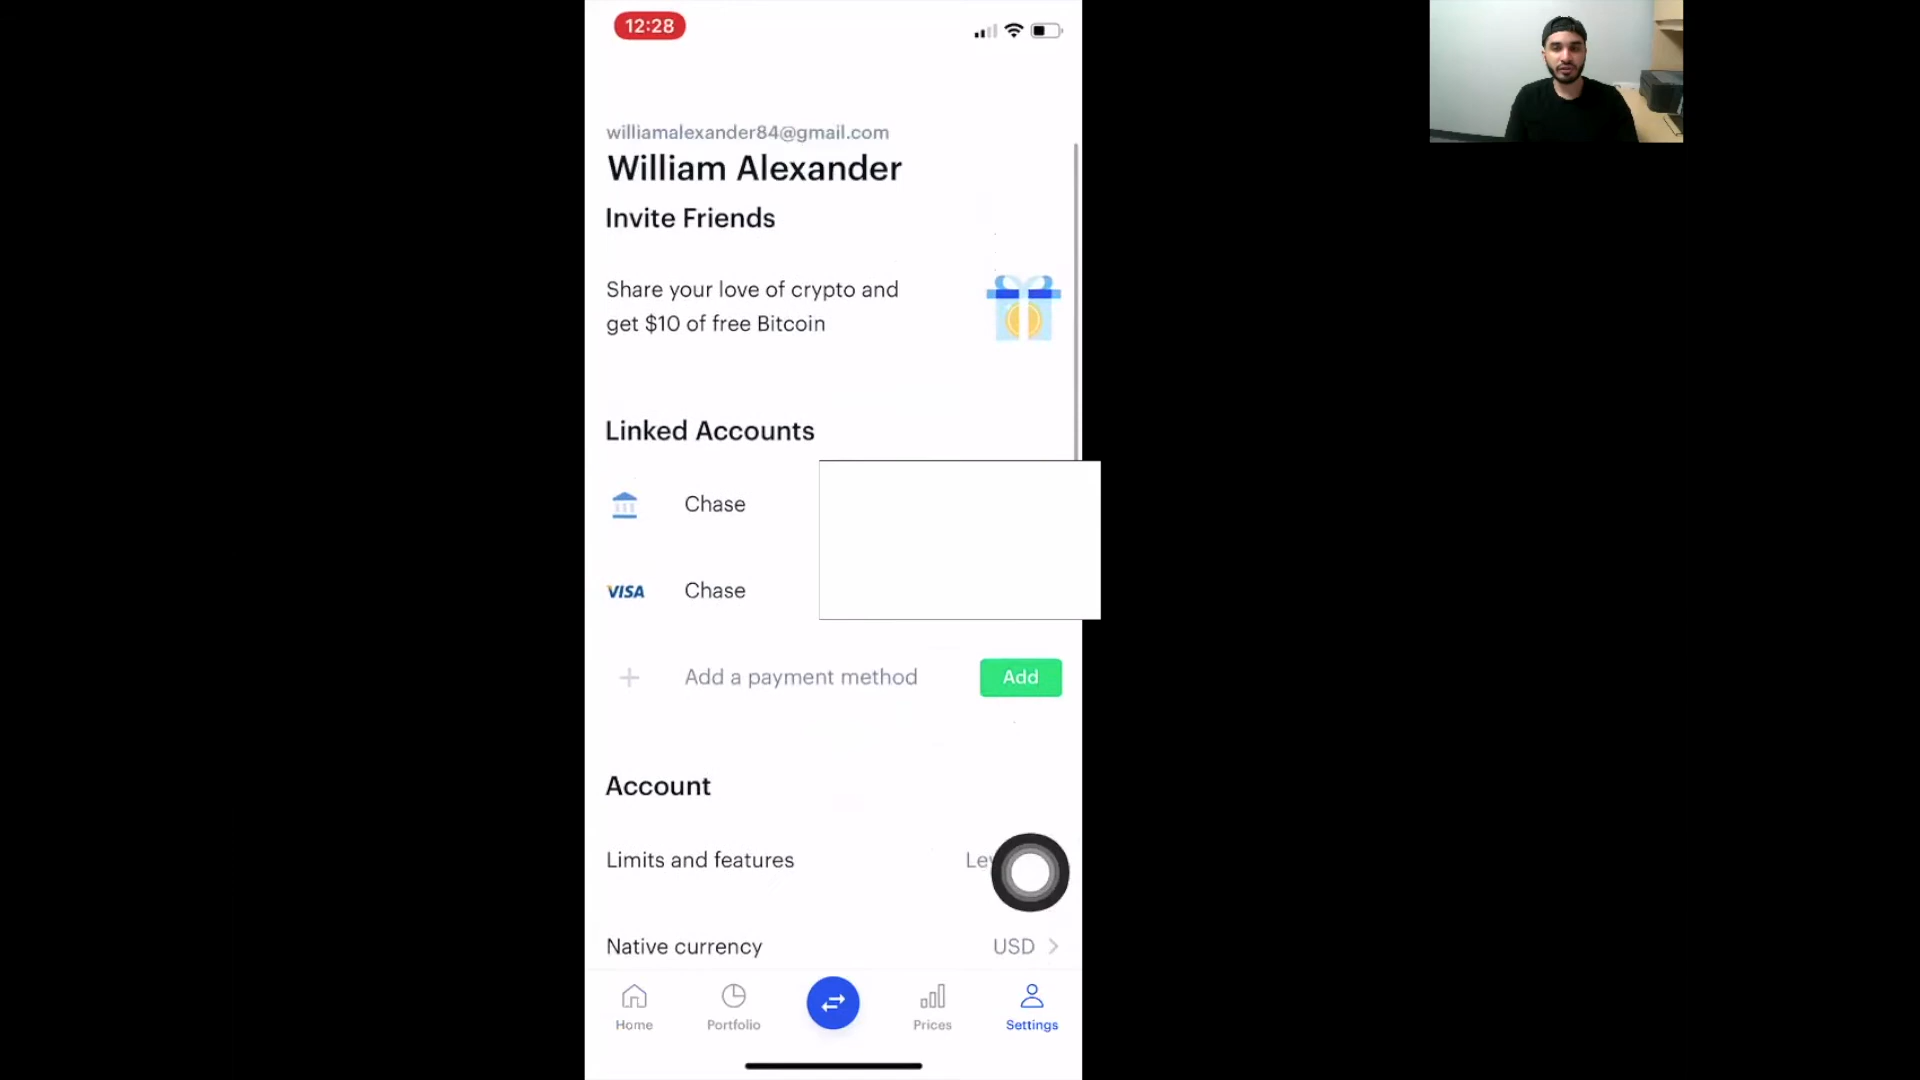 12:28
williamalexander84@gmail.com
William Alexander
Invite Friends
Share your love of crypto and
get $10 of free Bitcoin
Linked Accounts
Chase
VISA Chase
Add a payment method Add
Account
Limits and features
Native currency USD
Home Portfolio Prices Settings